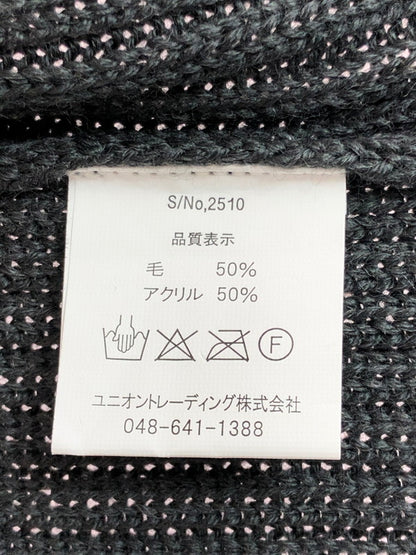 S/No,2510
品質表示
毛 50%
アクリル 50%
F
ユニオントレーディング株会社
048-641-1388